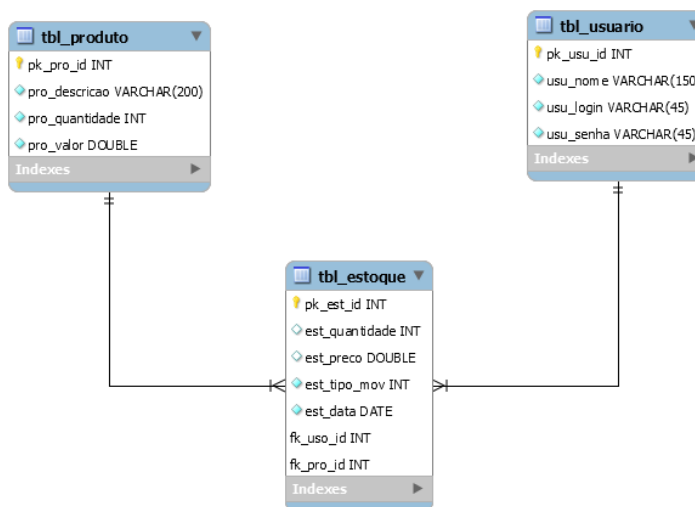 tbl_produto
pk_pro_id INT
pro_descricao VARCHAR(200)
pro_quantidade INT
pro_valor DOUBLE
Indexes
tbl_usuario
pk_usu_id INT
usu_nome VARCHAR(150
usu_login VARCHAR(45)
usu_senha VARCHAR(45)
Indexes
tbl_estoque
pk_est_id INT
est_quantidade INT
est_preco DOUBLE
est_tipo_mov INT
est_data DATE
fk_uso_id INT
fk_pro_id INT
Indexes